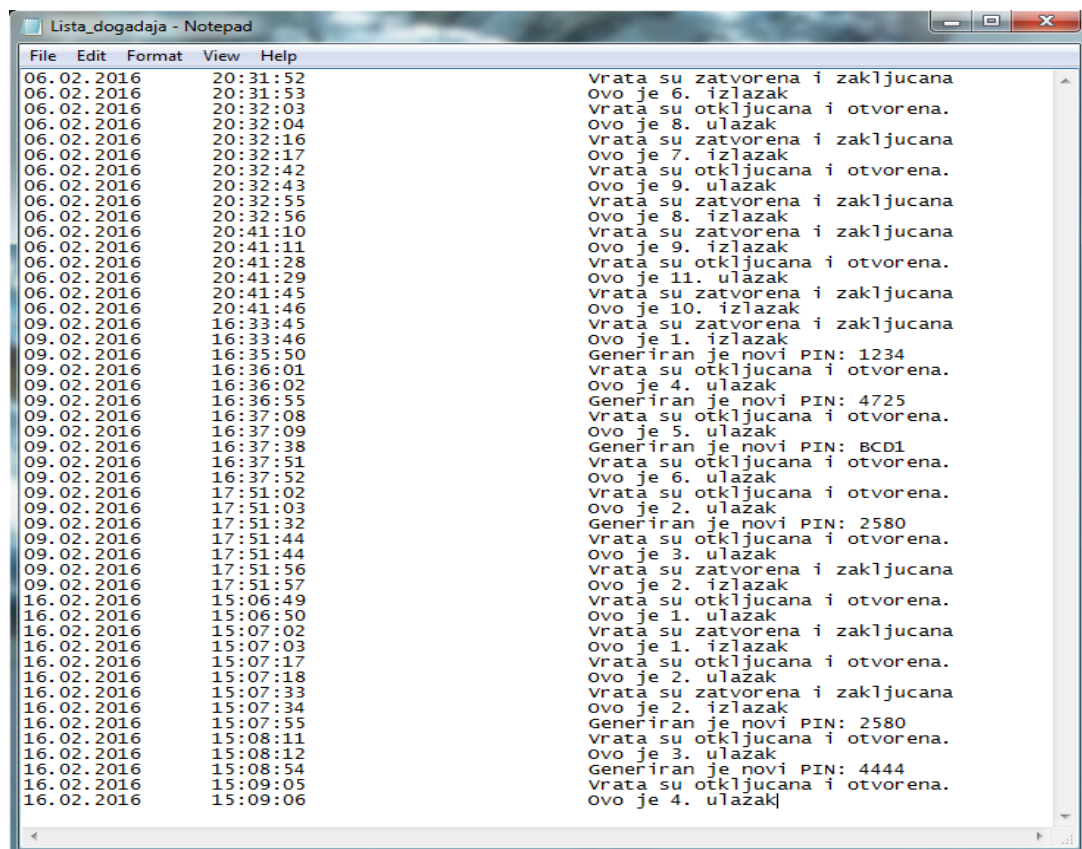 Lista_dogadaja - Notepad
File Edit Format View Help
06.02.2016 20:31:52 Vrata su zatvorena i zakljucana
06.02.2016 20:31:53 Ovo je 6. izlazak
06.02.2016 20:32:03 Vrata su otkljucana i otvorena.
06.02.2016 20:32:04 Ovo je 8. ulazak
06.02.2016 20:32:16 Vrata su zatvorena i zakljucana
06.02.2016 20:32:17 Ovo je 7. izlazak
06.02.2016 20:32:42 Vrata su otkljucana i otvorena.
06.02.2016 20:32:43 Ovo je 9. ulazak
06.02.2016 20:32:55 Vrata su zatvorena i zakljucana
06.02.2016 20:32:56 Ovo je 8. izlazak
06.02.2016 20:41:10 Vrata su zatvorena i zakljucana
06.02.2016 20:41:11 Ovo je 9. izlazak
06.02.2016 20:41:28 Vrata su otkljucana i otvorena.
06.02.2016 20:41:29 Ovo je 11. ulazak
06.02.2016 20:41:45 Vrata su zatvorena i zakljucana
06.02.2016 20:41:46 Ovo je 10. izlazak
09.02.2016 16:33:45 Vrata su zatvorena i zakljucana
09.02.2016 16:33:46 Ovo je 1. izlazak
09.02.2016 16:35:50 Generiran je novi PIN: 1234
09.02.2016 16:36:01 Vrata su otkljucana i otvorena.
09.02.2016 16:36:02 Ovo je 4. ulazak
09.02.2016 16:36:55 Generiran je novi PIN: 4725
09.02.2016 16:37:08 Vrata su otkljucana i otvorena.
09.02.2016 16:37:09 Ovo je 5. ulazak
09.02.2016 16:37:38 Generiran je novi PIN: BCD1
09.02.2016 16:37:51 Vrata su otkljucana i otvorena.
09.02.2016 16:37:52 Ovo je 6. ulazak
09.02.2016 17:51:02 Vrata su otkljucana i otvorena.
09.02.2016 17:51:03 Ovo je 2. ulazak
09.02.2016 17:51:32 Generiran je novi PIN: 2580
09.02.2016 17:51:44 Vrata su otkljucana i otvorena.
09.02.2016 17:51:44 Ovo je 3. ulazak
09.02.2016 17:51:56 Vrata su zatvorena i zakljucana
09.02.2016 17:51:57 Ovo je 2. izlazak
16.02.2016 15:06:49 Vrata su otkljucana i otvorena.
16.02.2016 15:06:50 Ovo je 1. ulazak
16.02.2016 15:07:02 Vrata su zatvorena i zakljucana
16.02.2016 15:07:03 Ovo je 1. izlazak
16.02.2016 15:07:17 Vrata su otkljucana i otvorena.
16.02.2016 15:07:18 Ovo je 2. ulazak
16.02.2016 15:07:33 Vrata su zatvorena i zakljucana
16.02.2016 15:07:34 Ovo je 2. izlazak
16.02.2016 15:07:55 Generiran je novi PIN: 2580
16.02.2016 15:08:11 Vrata su otkljucana i otvorena.
16.02.2016 15:08:12 Ovo je 3. ulazak
16.02.2016 15:08:54 Generiran je novi PIN: 4444
16.02.2016 15:09:05 Vrata su otkljucana i otvorena.
16.02.2016 15:09:06 Ovo je 4. ulazak